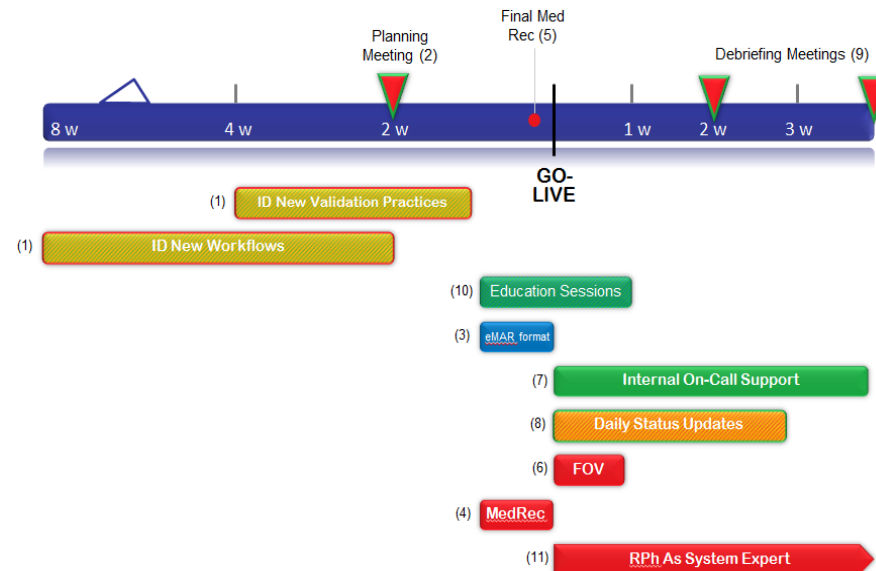 Final Med
Rec (5)
Planning
Meeting (2)
Debriefing Meetings (9)
8 w
4 w
2 w
1 w
2 w
3 w
GO-
LIVE
(1) ID New Validation Practices
(1) ID New Workflows
(10) Education Sessions
(3) eMAR format
(7) Internal On-Call Support
(8) Daily Status Updates
(6) FOV
(4) MedRec
(11) RPh As System Expert